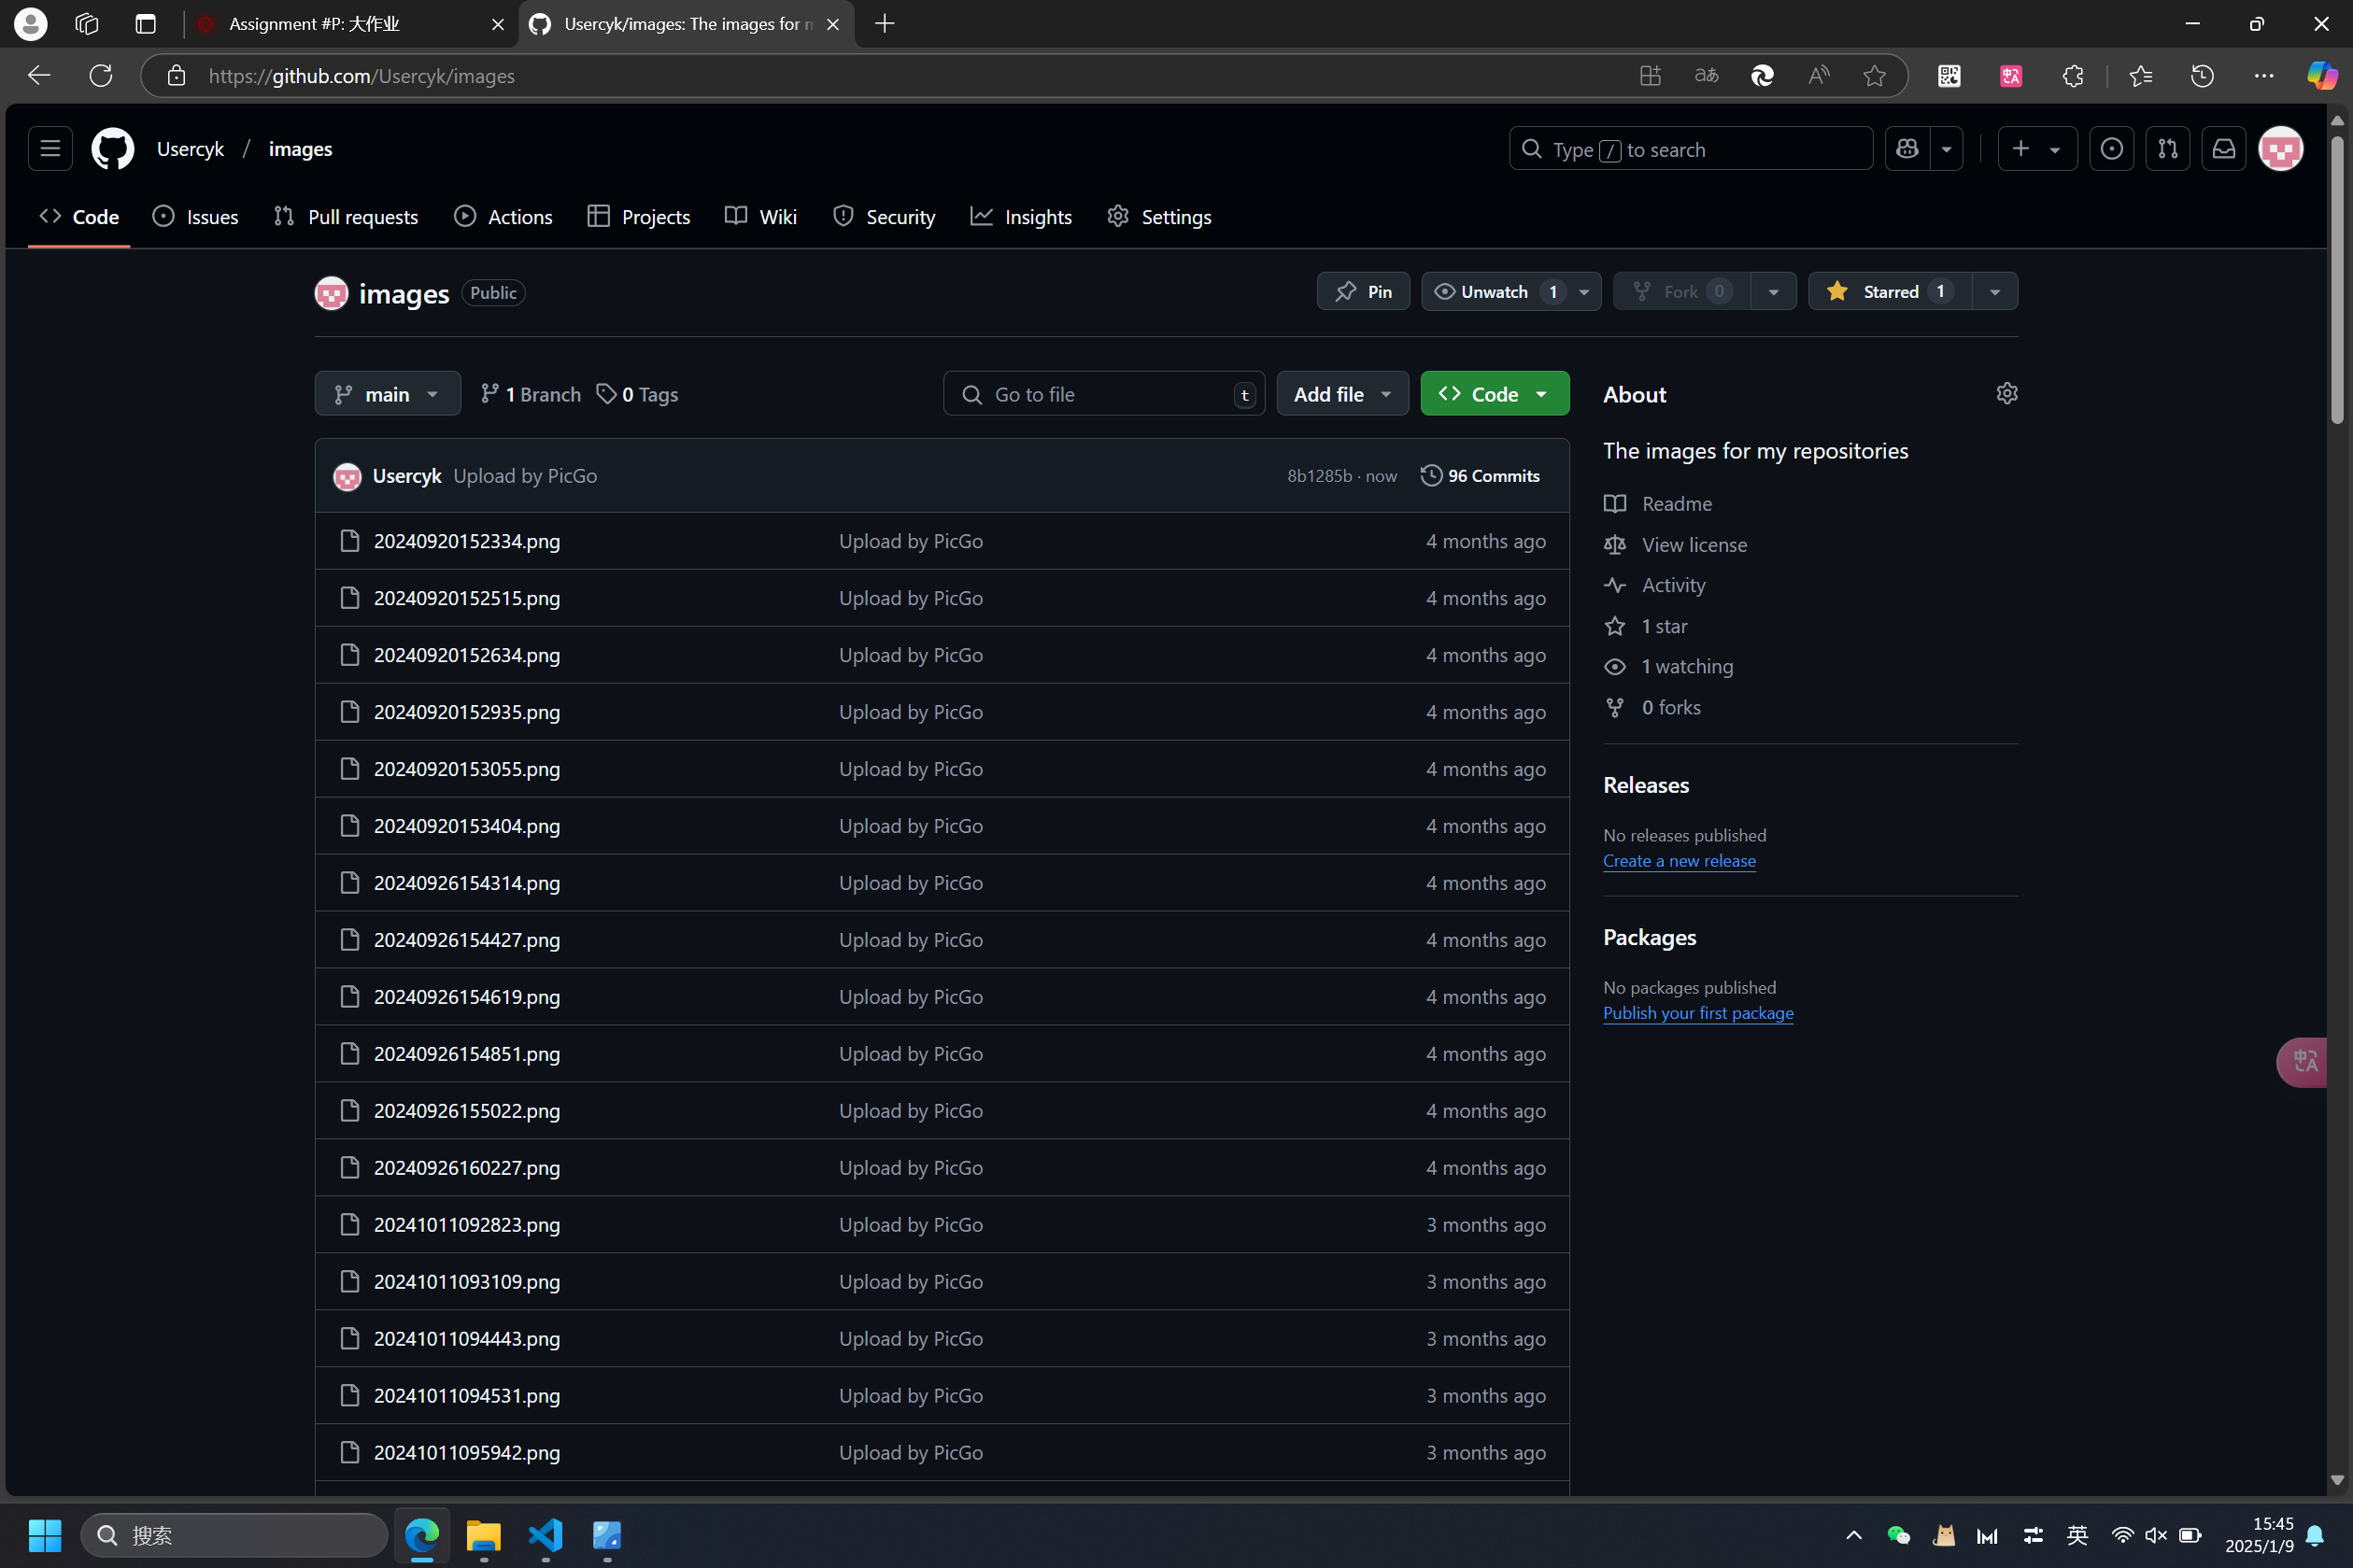 Assignment #P: 大作业
Usercyk/images: The images for
https://github.com/Usercyk/images
Usercyk / images
Type / to search
Code
Issues
Pull requests
Actions
Projects
Wiki
Security
Insights
Settings
images Public
Pin
Unwatch 1
Fork 0
Starred 1
main
1 Branch
0 Tags
Go to file t
Add file
Code
Usercyk Upload by PicGo 8b1285b · now 96 Commits
20240920152334.png Upload by PicGo 4 months ago
20240920152515.png Upload by PicGo 4 months ago
20240920152634.png Upload by PicGo 4 months ago
20240920152935.png Upload by PicGo 4 months ago
20240920153055.png Upload by PicGo 4 months ago
20240920153404.png Upload by PicGo 4 months ago
20240926154314.png Upload by PicGo 4 months ago
20240926154427.png Upload by PicGo 4 months ago
20240926154619.png Upload by PicGo 4 months ago
20240926154851.png Upload by PicGo 4 months ago
20240926155022.png Upload by PicGo 4 months ago
20240926160227.png Upload by PicGo 4 months ago
20241011092823.png Upload by PicGo 3 months ago
20241011093109.png Upload by PicGo 3 months ago
20241011094443.png Upload by PicGo 3 months ago
20241011094531.png Upload by PicGo 3 months ago
20241011095942.png Upload by PicGo 3 months ago
About
The images for my repositories
Readme
View license
Activity
1 star
1 watching
0 forks
Releases
No releases published
Create a new release
Packages
No packages published
Publish your first package
搜索
英
15:45
2025/1/9